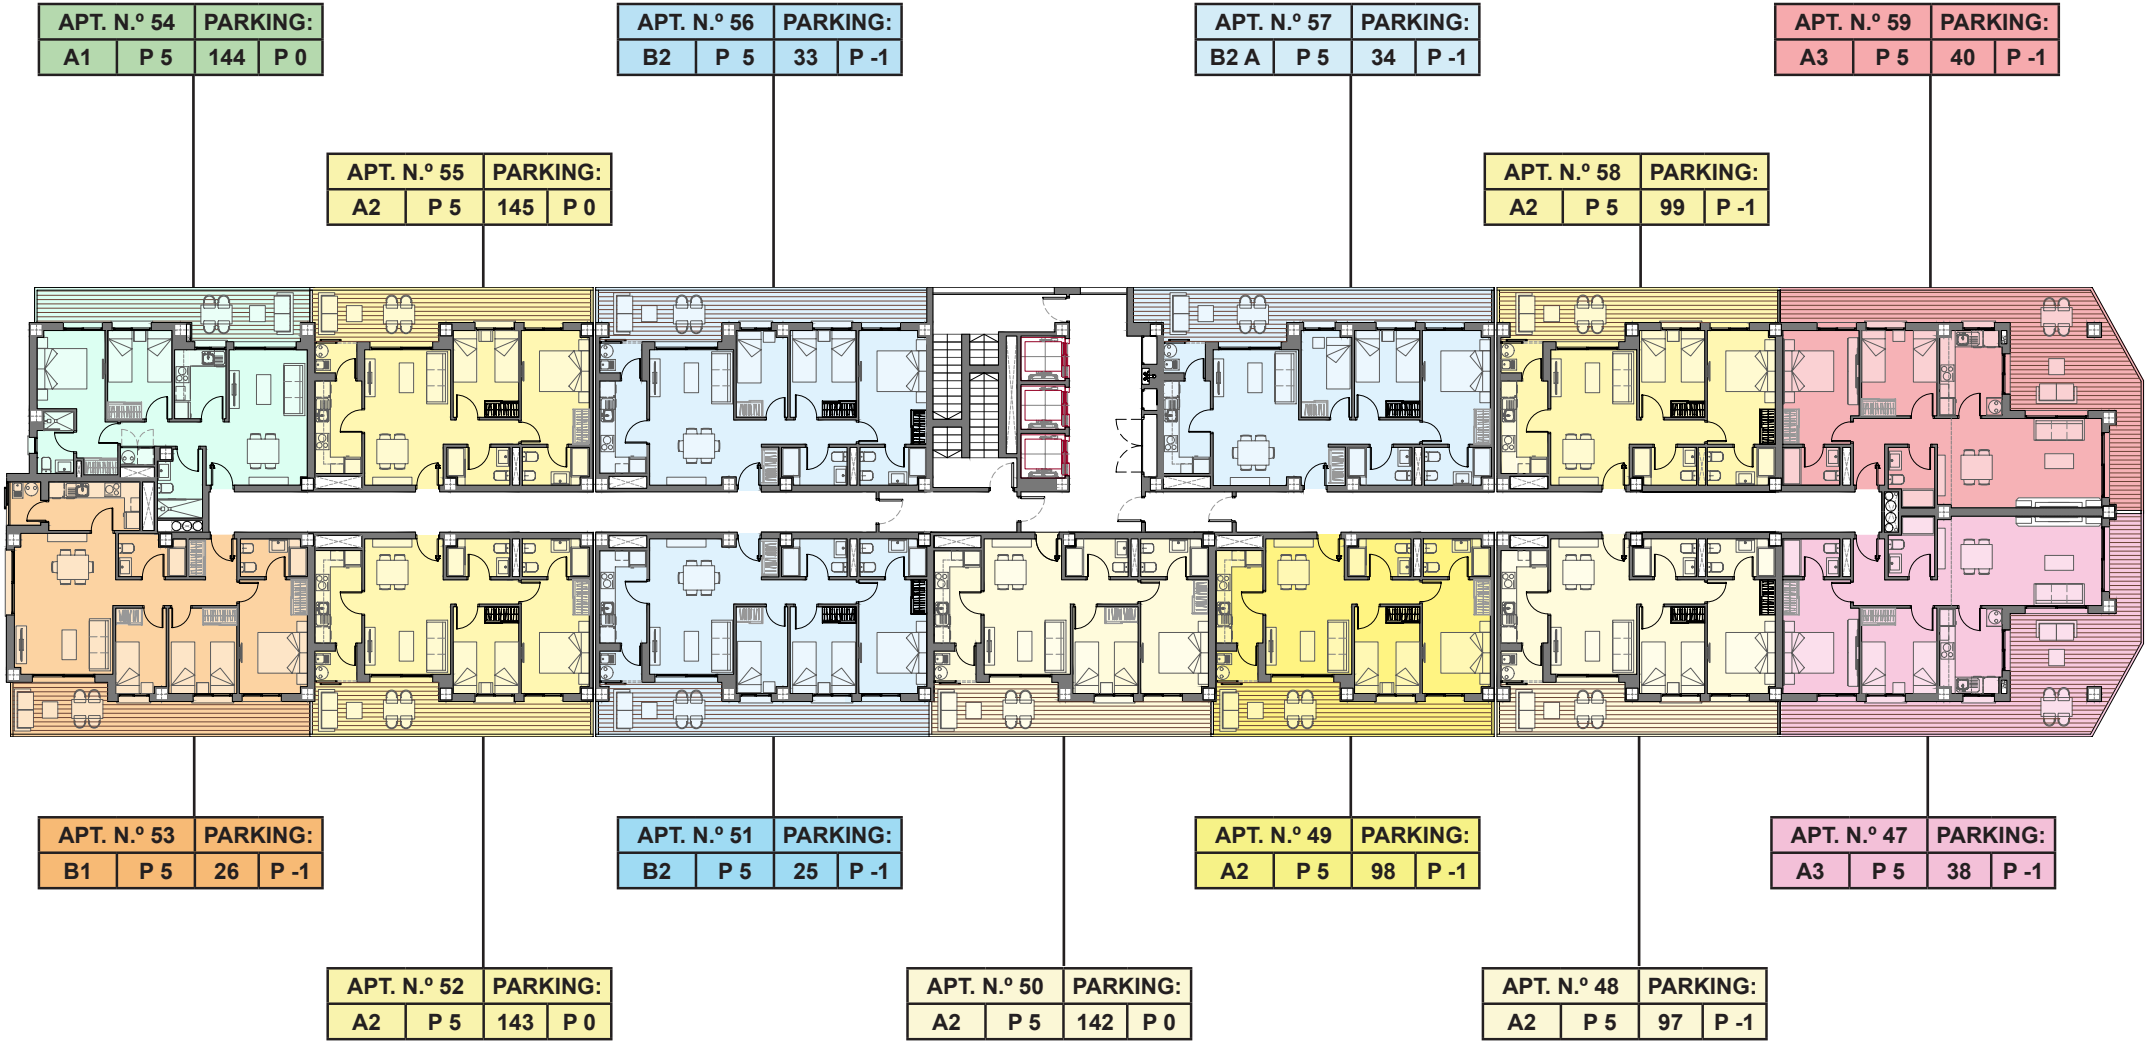 APT. N.º 54 PARKING:
A1 P 5 144 P 0
APT. N.º 56 PARKING:
B2 P 5 33 P -1
APT. N.º 57 PARKING:
B2 A P 5 34 P -1
APT. N.º 59 PARKING:
A3 P 5 40 P -1
APT. N.º 55 PARKING:
A2 P 5 145 P 0
APT. N.º 58 PARKING:
A2 P 5 99 P -1
APT. N.º 53 PARKING:
B1 P 5 26 P -1
APT. N.º 51 PARKING:
B2 P 5 25 P -1
APT. N.º 49 PARKING:
A2 P 5 98 P -1
APT. N.º 47 PARKING:
A3 P 5 38 P -1
APT. N.º 52 PARKING:
A2 P 5 143 P 0
APT. N.º 50 PARKING:
A2 P 5 142 P 0
APT. N.º 48 PARKING:
A2 P 5 97 P -1